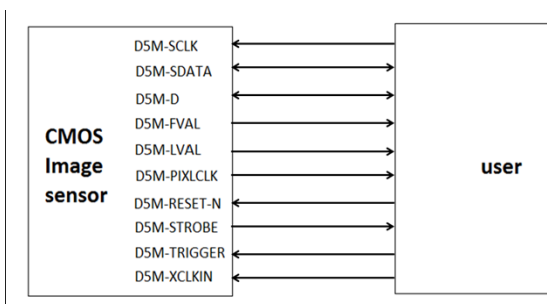 CMOS
Image
sensor
D5M-SCLK
D5M-SDATA
D5M-D
D5M-FVAL
D5M-LVAL
D5M-PIXLCLK
D5M-RESET-N
D5M-STROBE
D5M-TRIGGER
D5M-XCLKIN
user